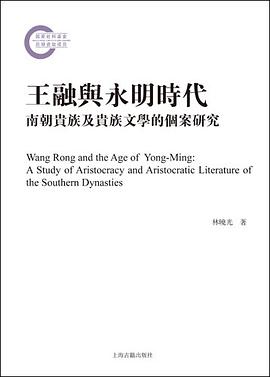 國家社科基金
后期資助項目
王融與永明時代
南朝貴族及貴族文學的個案研究
Wang Rong and the Age of Yong-Ming:
A Study of Aristocracy and Aristocratic Literature of
the Southern Dynasties
林曉光 著
上海古籍出版社